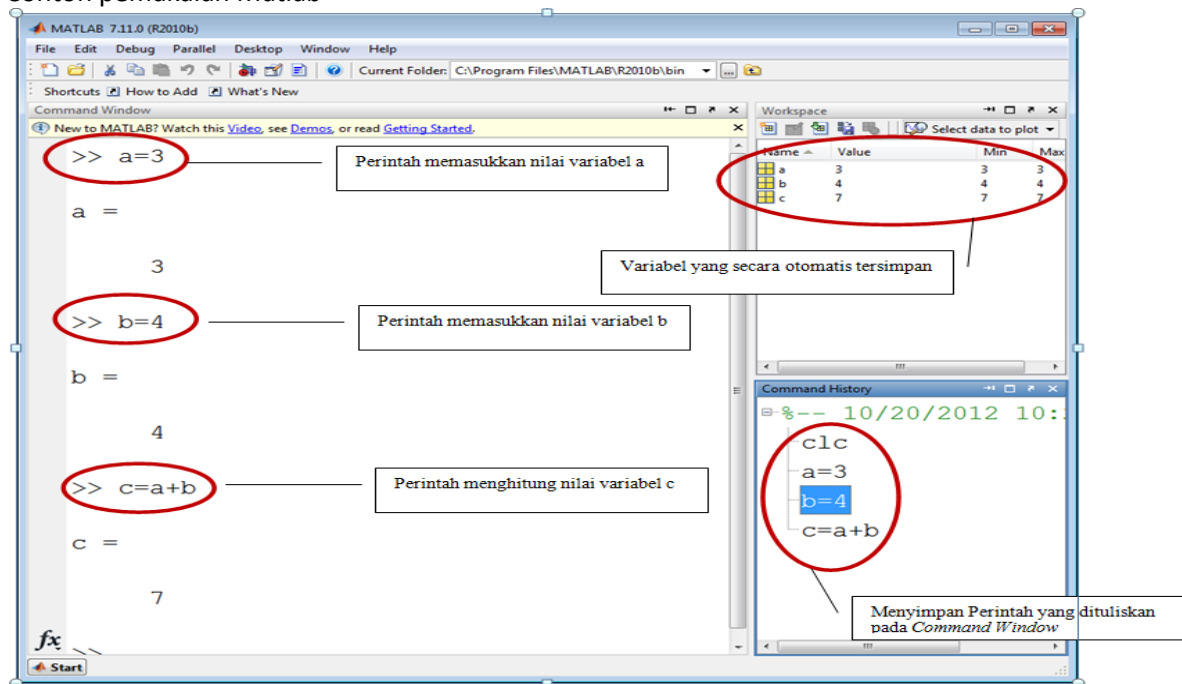 contoh pemakaian Matlab
MATLAB 7.11.0 (R2010b)
File Edit Debug Parallel Desktop Window Help
Current Folder: C:\Program Files\MATLAB\R2010b\bin
Shortcuts How to Add What's New
Command Window
New to MATLAB? Watch this Video, see Demos, or read Getting Started.
>> a=3
Perintah memasukkan nilai variabel a
a =
3
>> b=4
Perintah memasukkan nilai variabel b
b =
4
>> c=a+b
Perintah menghitung nilai variabel c
c =
7
fx >>
Start
Workspace
Select data to plot
Name Value Min Max
a 3 3 3
b 4 4 4
c 7 7 7
Variabel yang secara otomatis tersimpan
Command History
%-- 10/20/2012 10:
clc
a=3
b=4
c=a+b
Menyimpan Perintah yang dituliskan
pada Command Window